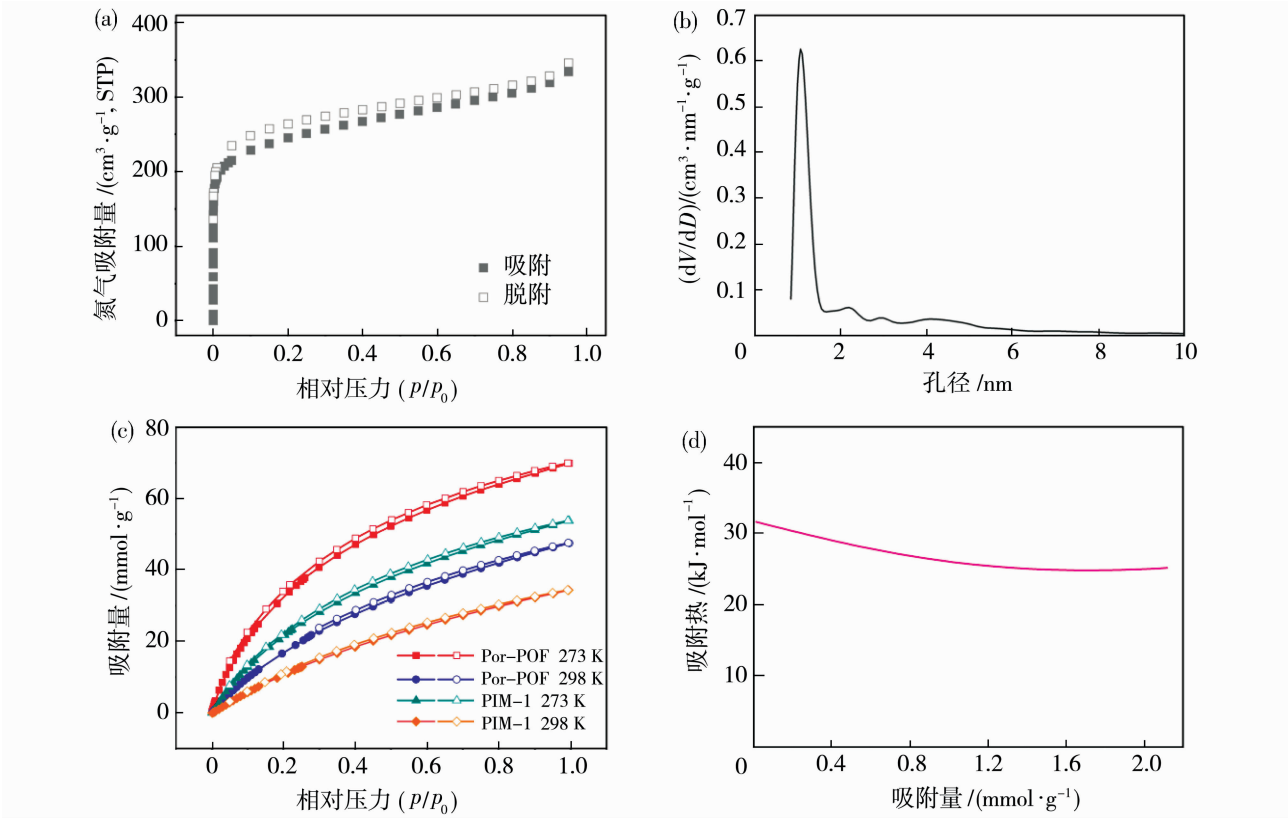 (a)
400
300
200
100
0
氮气吸附量 /(cm³·g⁻¹, STP)
吸附
脱附
0 0.2 0.4 0.6 0.8 1.0
相对压力 ( p/p₀)
(b)
0.7
0.6
0.5
0.4
0.3
0.2
0.1
(dV/dD)/(cm³·nm⁻¹·g⁻¹)
0 2 4 6 8 10
孔径 /nm
(c)
80
60
40
20
0
吸附量 /(mmol·g⁻¹)
Por-POF 273 K
Por-POF 298 K
PIM-1 273 K
PIM-1 298 K
0 0.2 0.4 0.6 0.8 1.0
相对压力 ( p/p₀)
(d)
40
30
20
10
吸附热 /(kJ·mol⁻¹)
0 0.4 0.8 1.2 1.6 2.0
吸附量 /(mmol·g⁻¹)